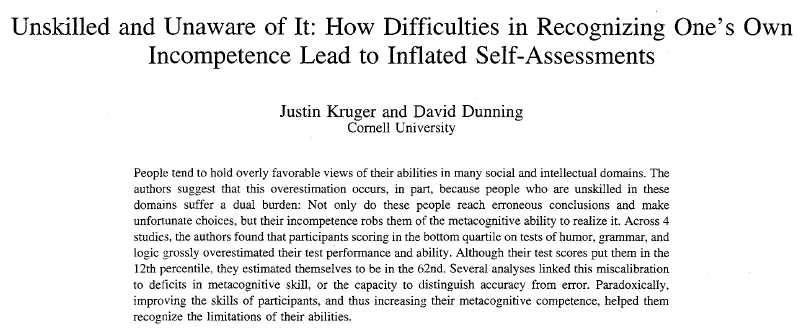 Unskilled and Unaware of It: How Difficulties in Recognizing One's Own
Incompetence Lead to Inflated Self-Assessments
Justin Kruger and David Dunning
Cornell University
People tend to hold overly favorable views of their abilities in many social and intellectual domains. The
authors suggest that this overestimation occurs, in part, because people who are unskilled in these
domains suffer a dual burden: Not only do these people reach erroneous conclusions and make
unfortunate choices, but their incompetence robs them of the metacognitive ability to realize it. Across 4
studies, the authors found that participants scoring in the bottom quartile on tests of humor, grammar, and
logic grossly overestimated their test performance and ability. Although their test scores put them in the
12th percentile, they estimated themselves to be in the 62nd. Several analyses linked this miscalibration
to deficits in metacognitive skill, or the capacity to distinguish accuracy from error. Paradoxically,
improving the skills of participants, and thus increasing their metacognitive competence, helped them
recognize the limitations of their abilities.